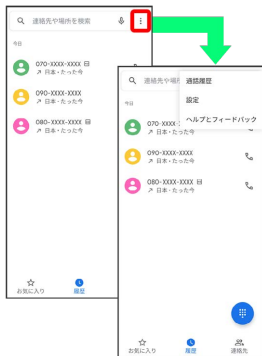 連絡先や場所を検索
今日
070-XXXX-XXXX
日本・たった今
090-XXXX-XXXX
日本・たった今
080-XXXX-XXXX
日本・たった今
お気に入り
履歴
連絡先や場所
通話履歴
設定
ヘルプとフィードバック
今日
070-XXXX-
日本・たった今
090-XXXX-XXXX
日本・たった今
080-XXXX-XXXX
日本・たった今
お気に入り
履歴
連絡先